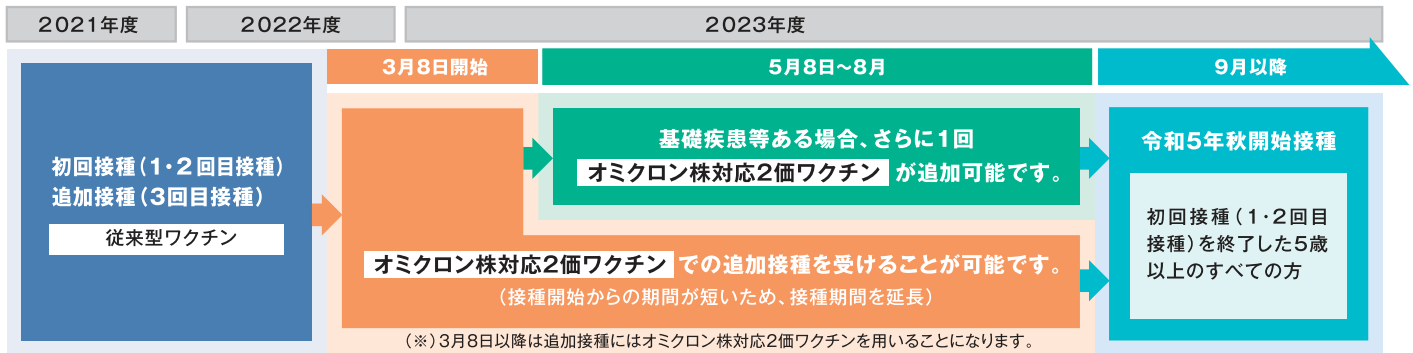 2021年度
2022年度
2023年度
3月8日開始
5月8日～8月
9月以降
初回接種（1・2回目接種）
追加接種（3回目接種）
従来型ワクチン
基礎疾患等ある場合、さらに1回
オミクロン株対応2価ワクチン が追加可能です。
オミクロン株対応2価ワクチン での追加接種を受けることが可能です。
（接種開始からの期間が短いため、接種期間を延長）
（※）3月8日以降は追加接種にはオミクロン株対応2価ワクチンを用いることになります。
令和5年秋開始接種
初回接種（1・2回目
接種）を終了した5歳
以上のすべての方